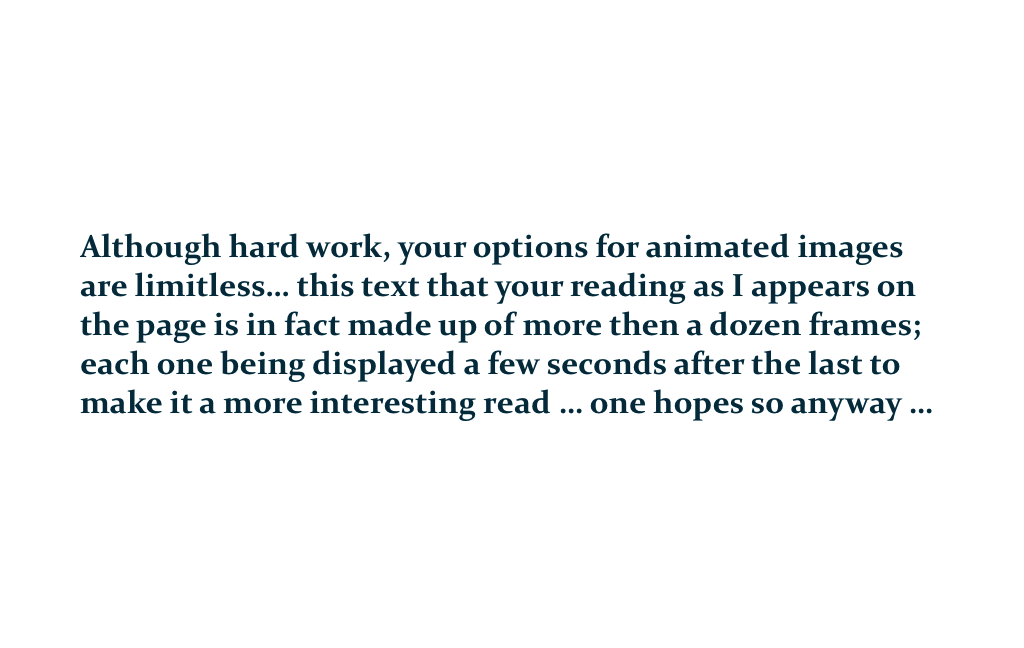 Although hard work, your options for animated images
are limitless... this text that your reading as I appears on
the page is in fact made up of more then a dozen frames;
each one being displayed a few seconds after the last to
make it a more interesting read ... one hopes so anyway ...